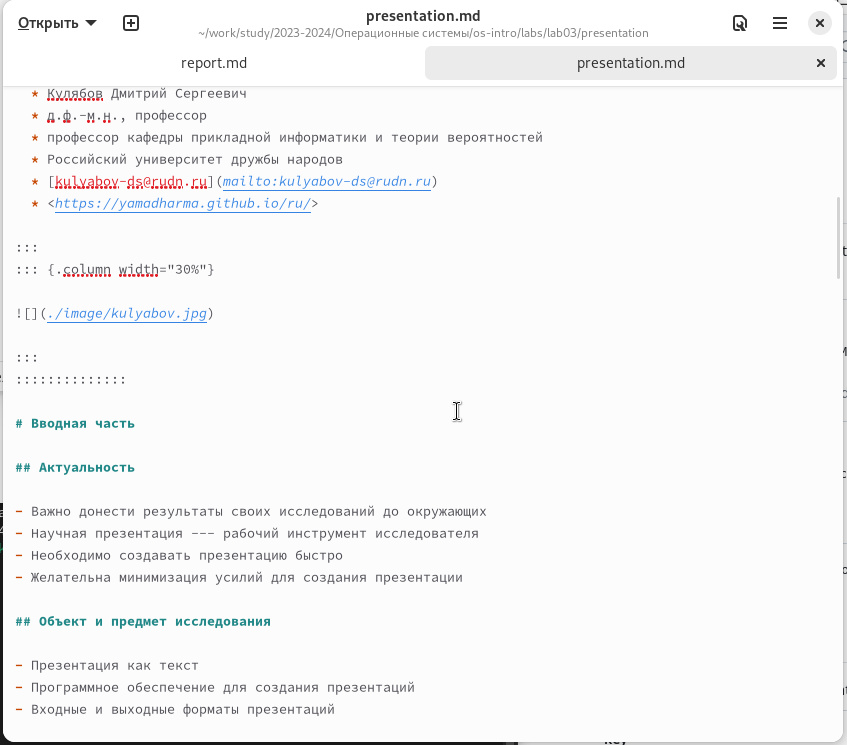 Открыть
presentation.md
~/work/study/2023-2024/Операционные системы/os-intro/labs/lab03/presentation
report.md
presentation.md
* Кулябов Дмитрий Сергеевич
* д.ф.-м.н., профессор
* профессор кафедры прикладной информатики и теории вероятностей
* Российский университет дружбы народов
* [kulyabov-ds@rudn.ru](mailto:kulyabov-ds@rudn.ru)
* <https://yamadharma.github.io/ru/>
:::
::: {.column width="30%"}
![](./image/kulyabov.jpg)
:::
::::::::::::::
# Вводная часть
## Актуальность
- Важно донести результаты своих исследований до окружающих
- Научная презентация --- рабочий инструмент исследователя
- Необходимо создавать презентацию быстро
- Желательна минимизация усилий для создания презентации
## Объект и предмет исследования
- Презентация как текст
- Программное обеспечение для создания презентаций
- Входные и выходные форматы презентаций